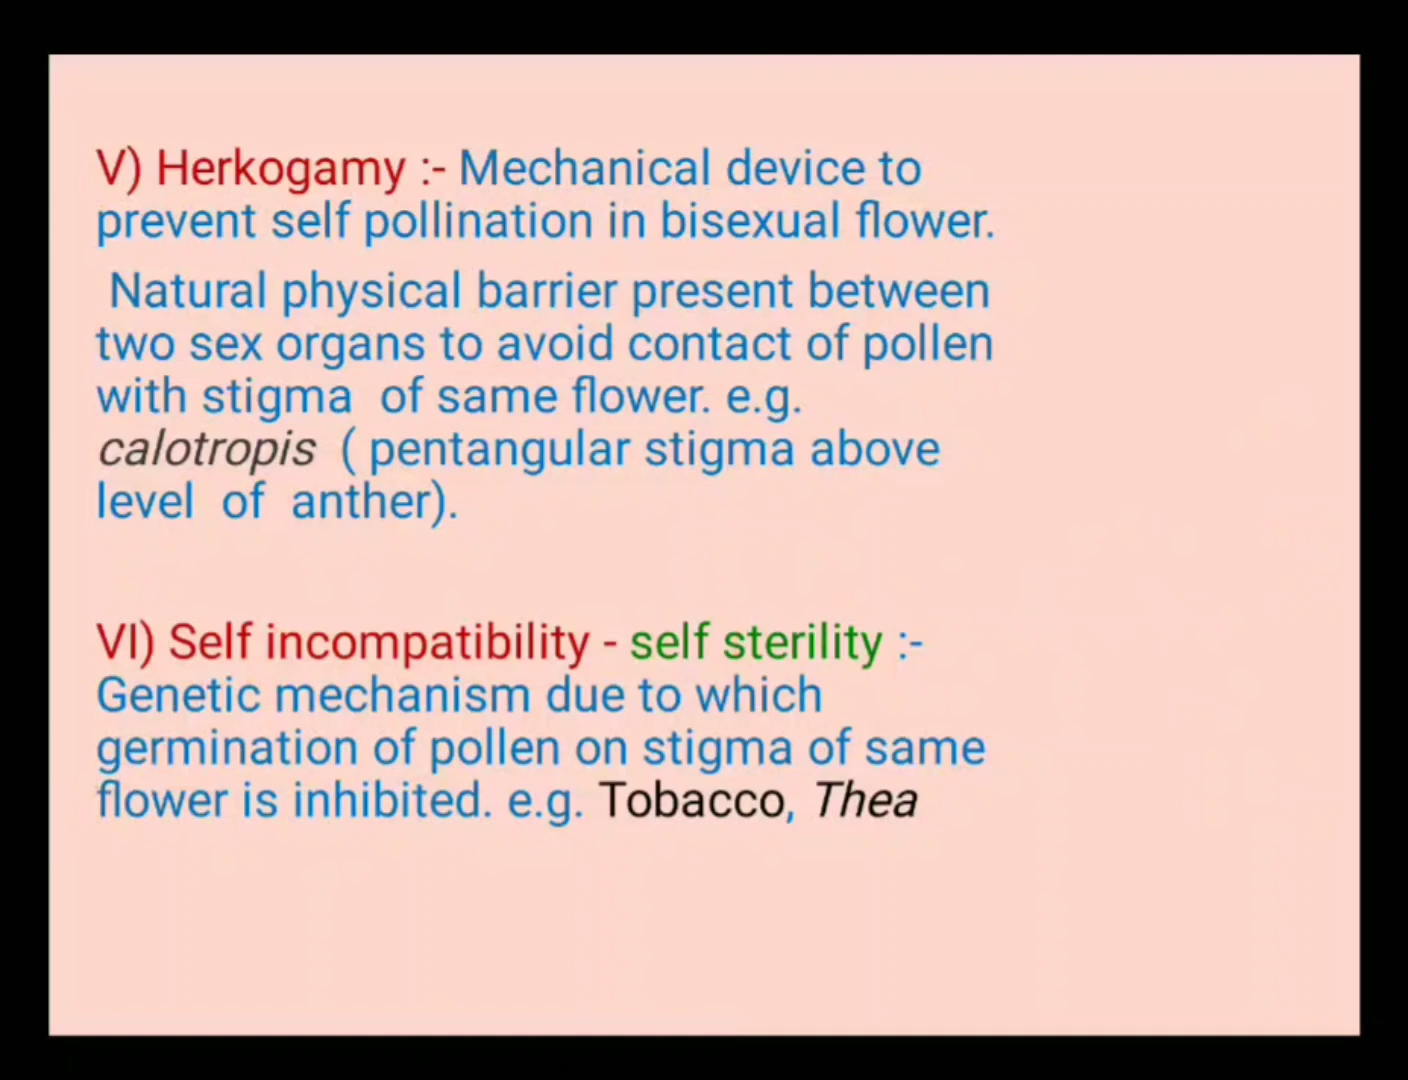 V) Herkogamy :- Mechanical device to
prevent self pollination in bisexual flower.
Natural physical barrier present between
two sex organs to avoid contact of pollen
with stigma of same flower. e.g.
calotropis ( pentangular stigma above
level of anther).
VI) Self incompatibility - self sterility :-
Genetic mechanism due to which
germination of pollen on stigma of same
flower is inhibited. e.g. Tobacco, Thea